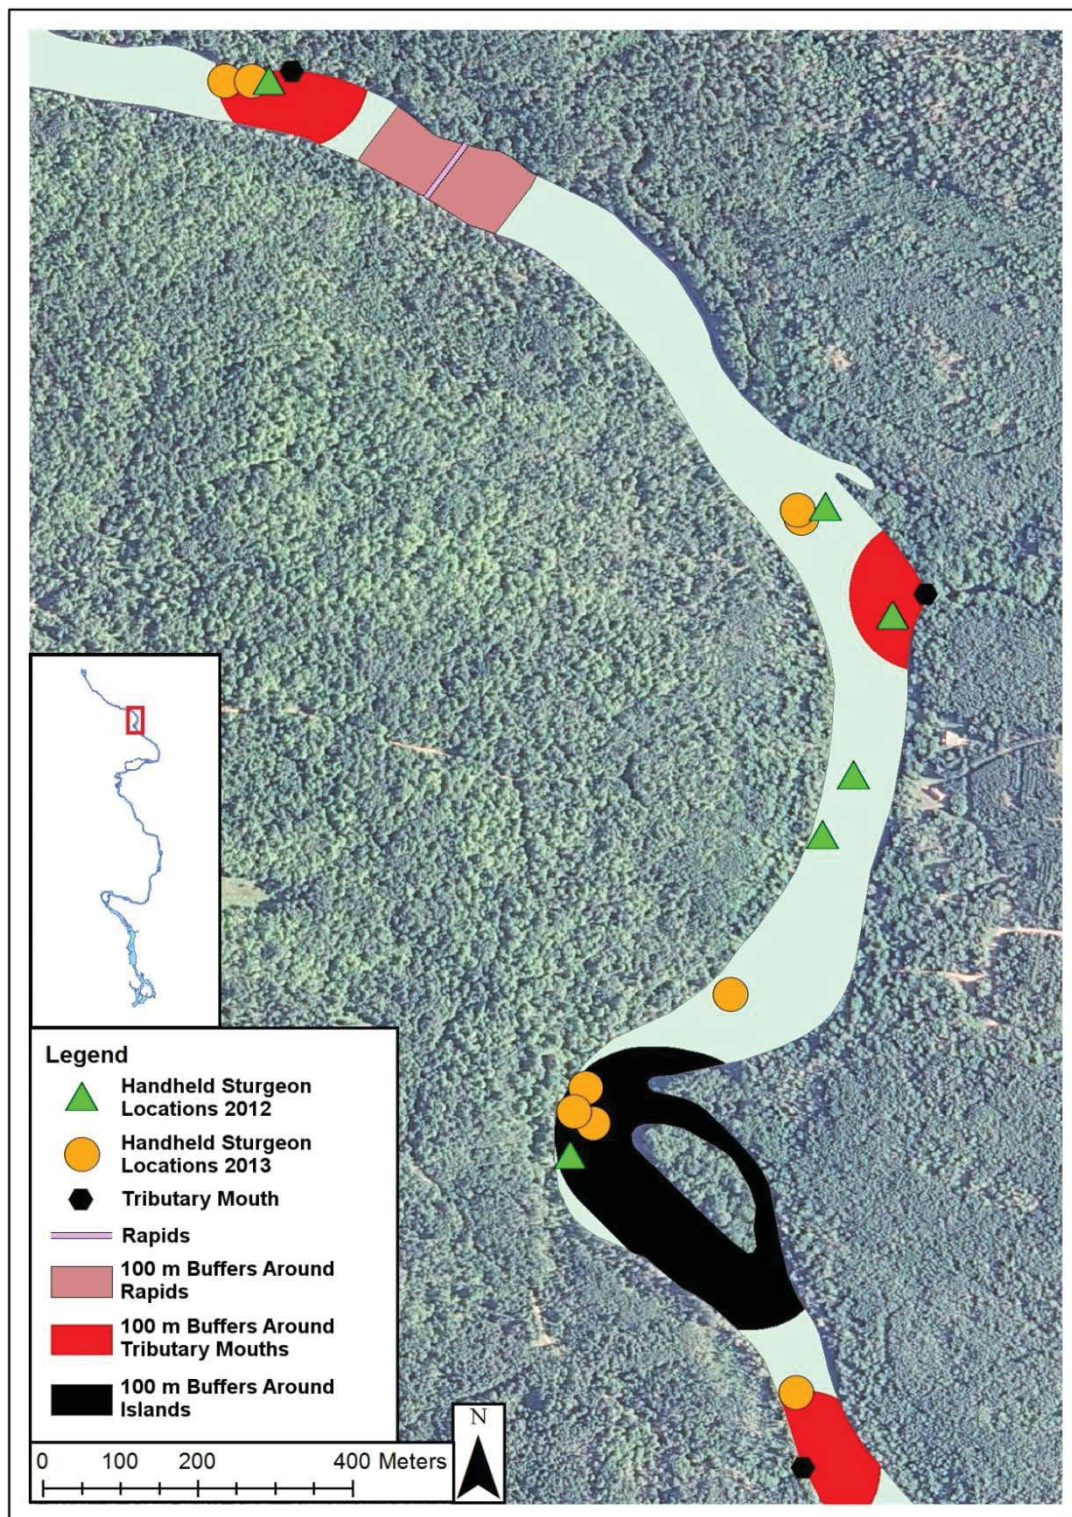 Legend
Handheld Sturgeon
Locations 2012
Handheld Sturgeon
Locations 2013
Tributary Mouth
Rapids
100 m Buffers Around
Rapids
100 m Buffers Around
Tributary Mouths
100 m Buffers Around
Islands
0 100 200 400 Meters
N